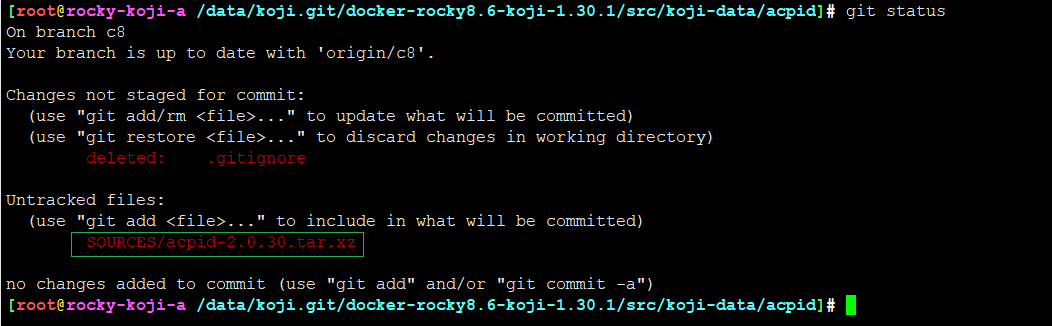 [root@rocky-koji-a /data/koji.git/docker-rocky8.6-koji-1.30.1/src/koji-data/acpid]# git status
On branch c8
Your branch is up to date with 'origin/c8'.
Changes not staged for commit:
(use "git add/rm <file>..." to update what will be committed)
(use "git restore <file>..." to discard changes in working directory)
deleted:    .gitignore
Untracked files:
(use "git add <file>..." to include in what will be committed)
SOURCES/acpid-2.0.30.tar.xz
no changes added to commit (use "git add" and/or "git commit -a")
[root@rocky-koji-a /data/koji.git/docker-rocky8.6-koji-1.30.1/src/koji-data/acpid]#